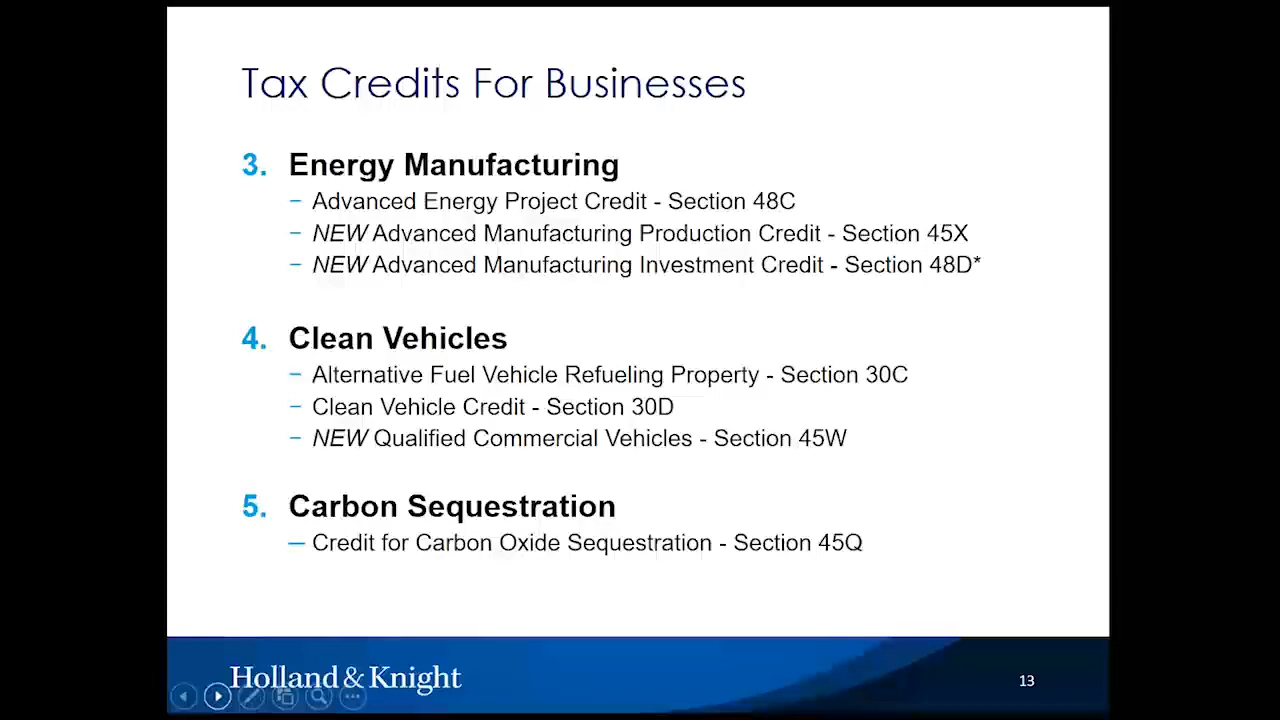 Tax Credits For Businesses
3. Energy Manufacturing
− Advanced Energy Project Credit - Section 48C
− NEW Advanced Manufacturing Production Credit - Section 45X
− NEW Advanced Manufacturing Investment Credit - Section 48D*
4. Clean Vehicles
− Alternative Fuel Vehicle Refueling Property - Section 30C
− Clean Vehicle Credit - Section 30D
− NEW Qualified Commercial Vehicles - Section 45W
5. Carbon Sequestration
— Credit for Carbon Oxide Sequestration - Section 45Q
Holland & Knight
13